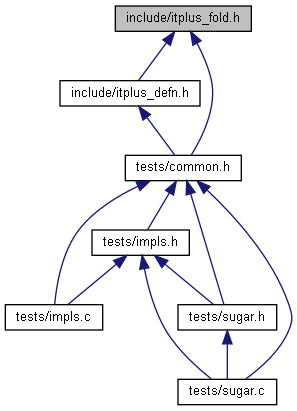 include/itplus_fold.h
include/itplus_defn.h
tests/common.h
tests/impls.h
tests/impls.c
tests/sugar.h
tests/sugar.c